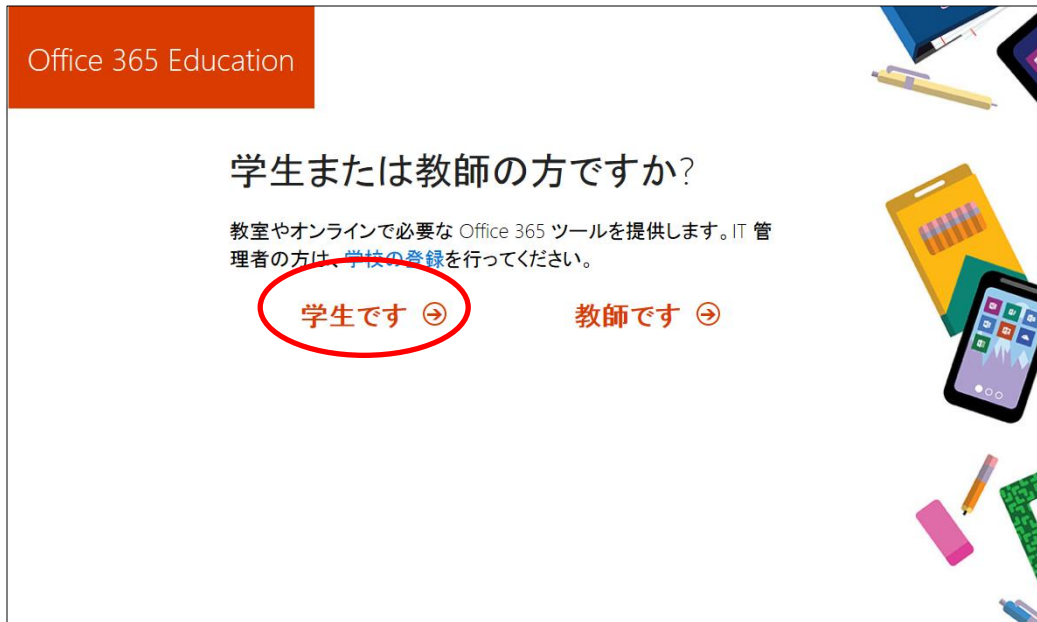 Office 365 Education
学生または教師の方ですか?
教室やオンラインで必要な Office 365 ツールを提供します。IT 管
理者の方は、学校の登録を行ってください。
学生です
教師です